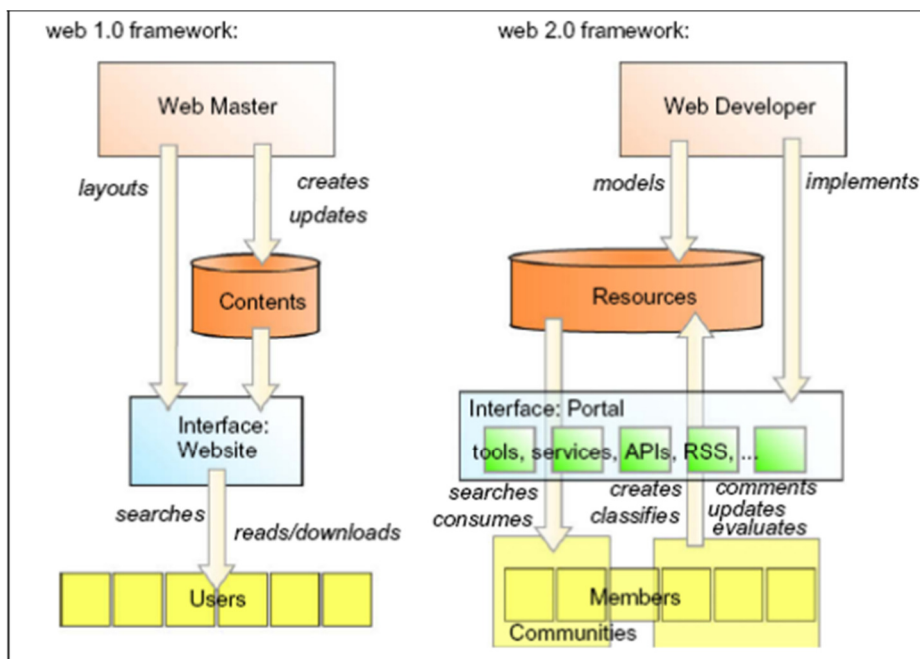 web 1.0 framework:
Web Master
layouts
creates
updates
Contents
Interface:
Website
searches
reads/downloads
Users
web 2.0 framework:
Web Developer
models
implements
Resources
Interface: Portal
tools, services, APIs, RSS, ...
searches
consumes
creates
classifies
comments
updates
evaluates
Members
Communities